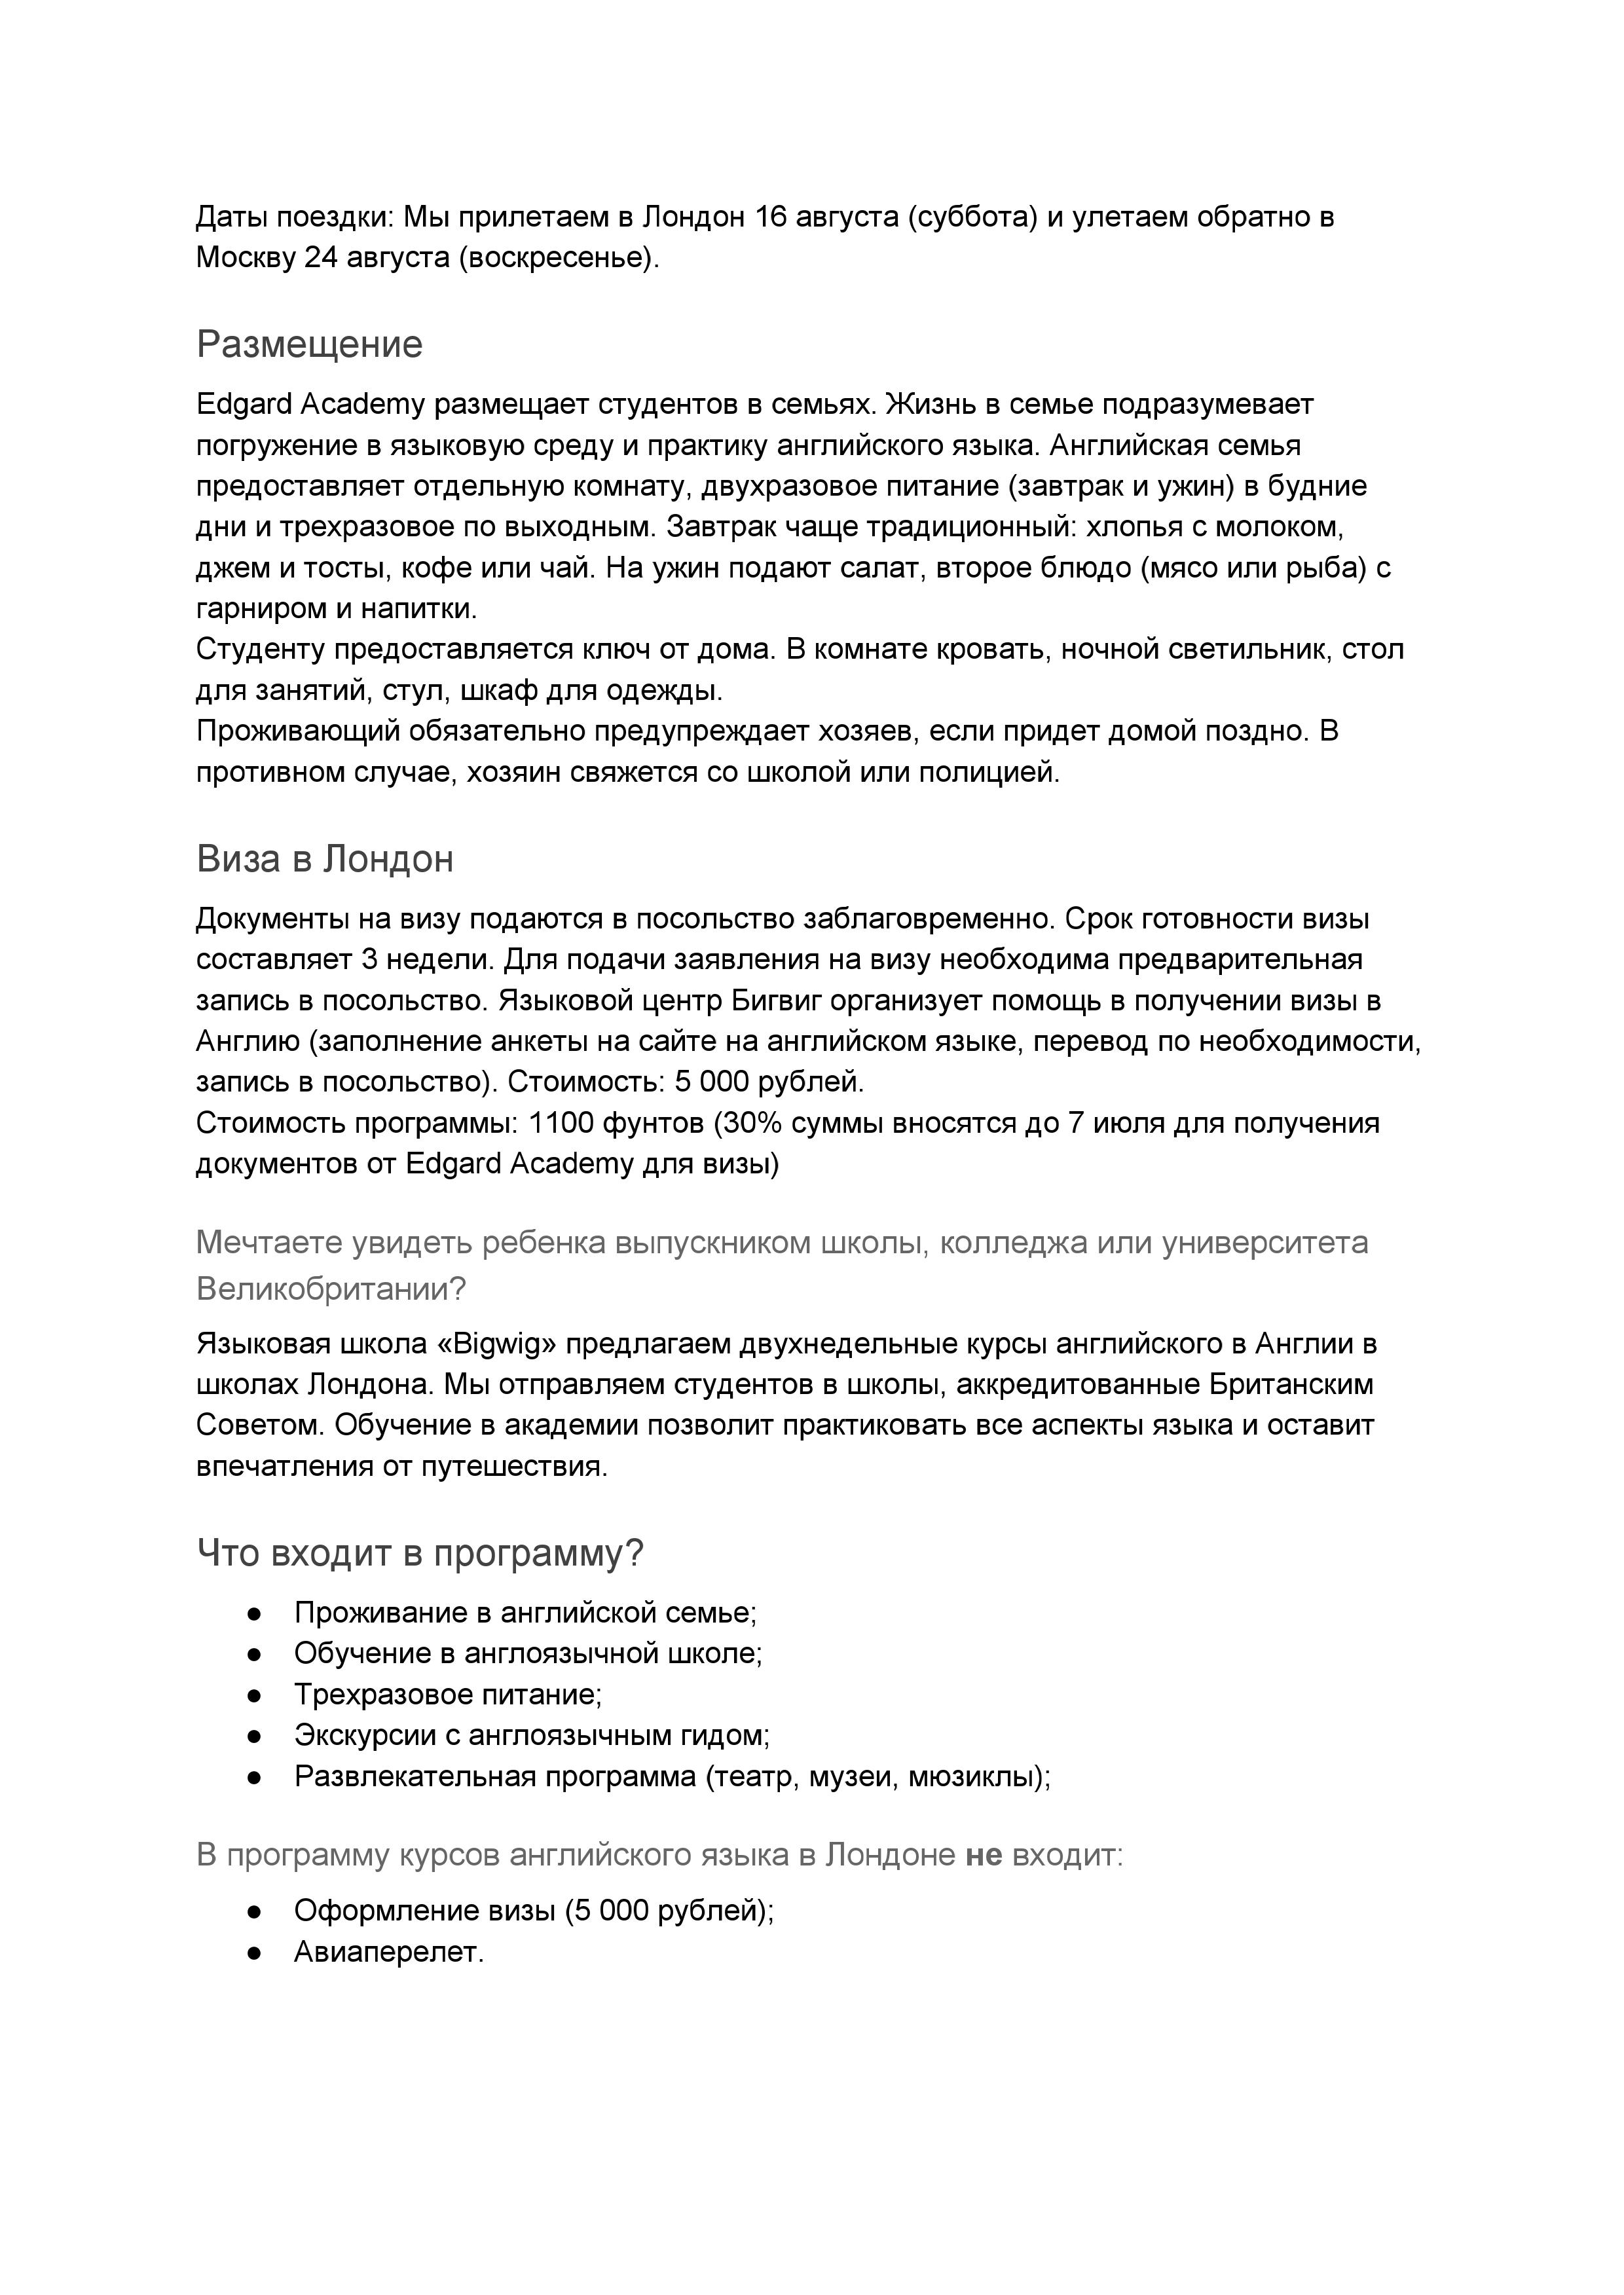 Даты поездки: Мы прилетаем в Лондон 16 августа (суббота) и улетаем обратно в
Москву 24 августа (воскресенье).
Размещение
Edgard Academy размещает студентов в семьях. Жизнь в семье подразумевает
погружение в языковую среду и практику английского языка. Английская семья
предоставляет отдельную комнату, двухразовое питание (завтрак и ужин) в будние
дни и трехразовое по выходным. Завтрак чаще традиционный: хлопья с молоком,
джем и тосты, кофе или чай. На ужин подают салат, второе блюдо (мясо или рыба) с
гарниром и напитки.
Студенту предоставляется ключ от дома. В комнате кровать, ночной светильник, стол
для занятий, стул, шкаф для одежды.
Проживающий обязательно предупреждает хозяев, если придет домой поздно. В
противном случае, хозяин свяжется со школой или полицией.
Виза в Лондон
Документы на визу подаются в посольство заблаговременно. Срок готовности визы
составляет 3 недели. Для подачи заявления на визу необходима предварительная
запись в посольство. Языковой центр Бигвиг организует помощь в получении визы в
Англию (заполнение анкеты на сайте на английском языке, перевод по необходимости,
запись в посольство). Стоимость: 5 000 рублей.
Стоимость программы: 1100 фунтов (30% суммы вносятся до 7 июля для получения
документов от Edgard Academy для визы)
Мечтаете увидеть ребенка выпускником школы, колледжа или университета
Великобритании?
Языковая школа «Bigwig» предлагаем двухнедельные курсы английского в Англии в
школах Лондона. Мы отправляем студентов в школы, аккредитованные Британским
Советом. Обучение в академии позволит практиковать все аспекты языка и оставит
впечатления от путешествия.
Что входит в программу?
● Проживание в английской семье;
● Обучение в англоязычной школе;
● Трехразовое питание;
● Экскурсии с англоязычным гидом;
● Развлекательная программа (театр, музеи, мюзиклы);
В программу курсов английского языка в Лондоне не входит:
● Оформление визы (5 000 рублей);
● Авиаперелет.